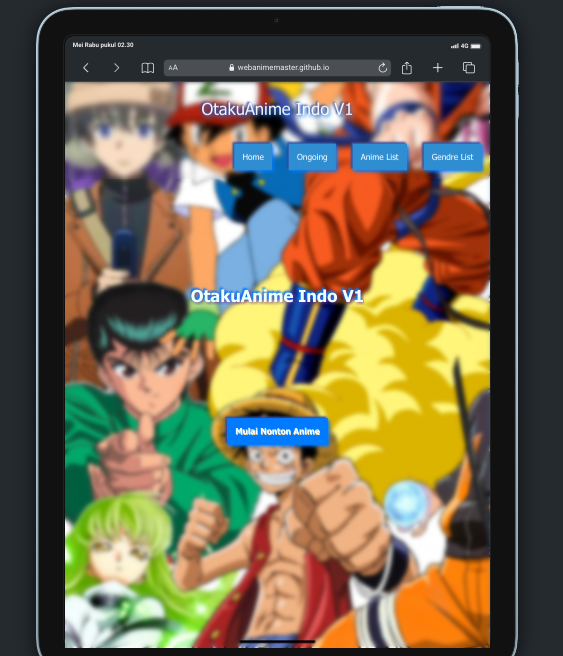 Mei Rabu pukul 02.30
4G
AA webanimemaster.github.io
OtakuAnime Indo V1
Home Ongoing Anime List Gendre List
OtakuAnime Indo V1
Mulai Nonton Anime